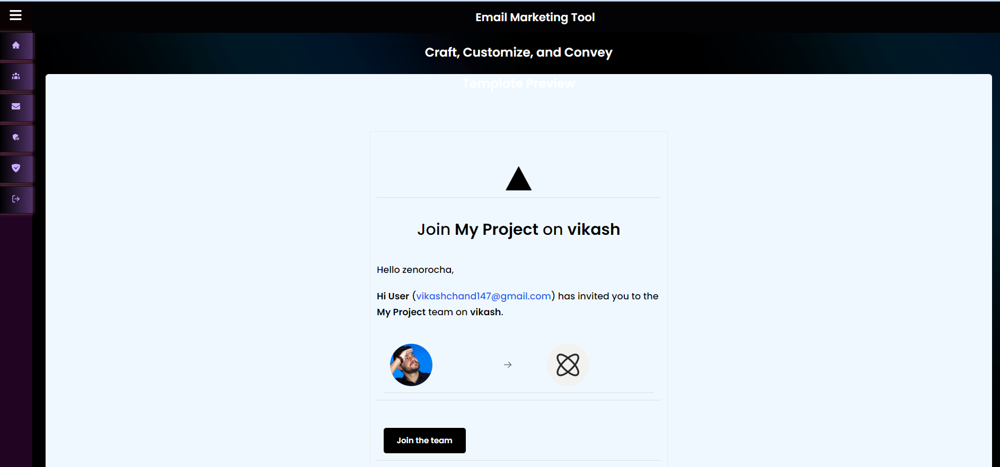 Email Marketing Tool
Craft, Customize, and Convey
Template Preview
Join My Project on vikash
Hello zenorocha,
Hi User (vikashchand147@gmail.com) has invited you to the
My Project team on vikash.
Join the team